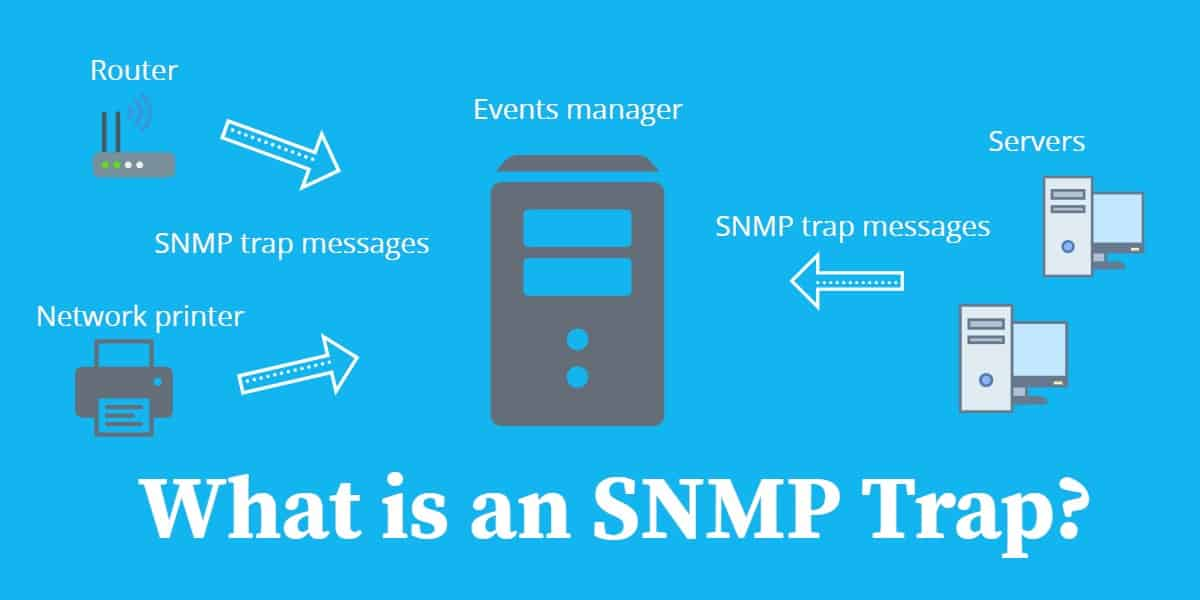 Router
Events manager
Servers
SNMP trap messages
SNMP trap messages
Network printer
What is an SNMP Trap?